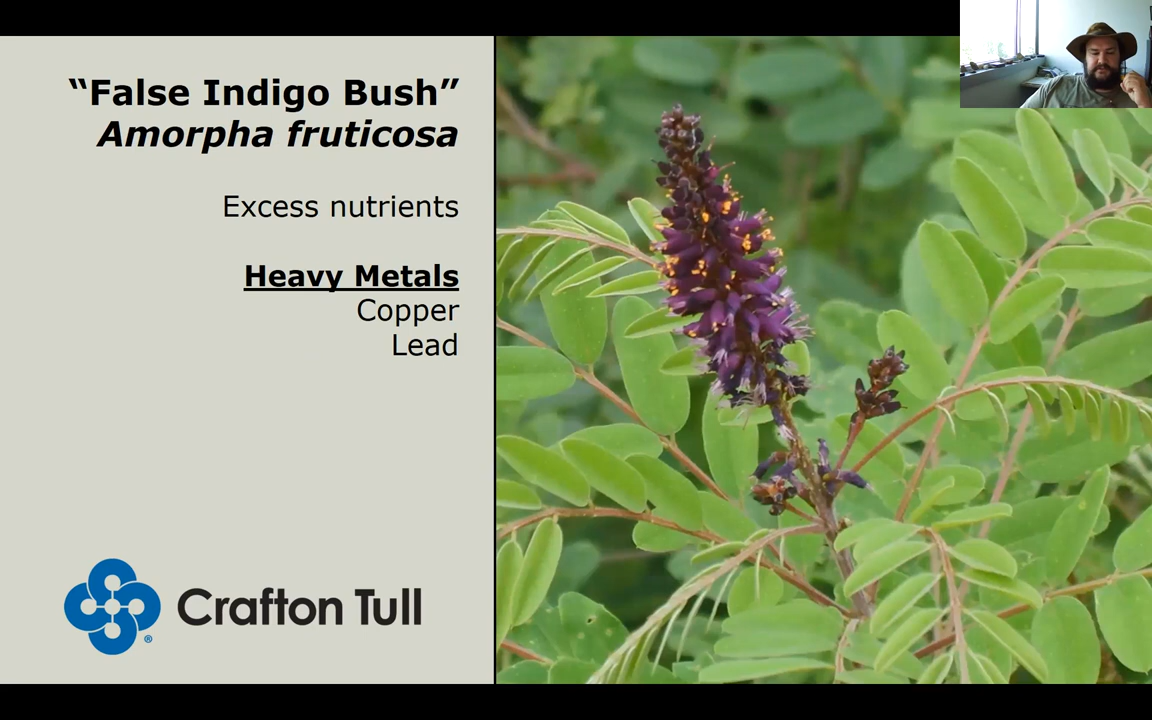 “False Indigo Bush”
Amorpha fruticosa
Excess nutrients
Heavy Metals
Copper
Lead
Crafton Tull
®